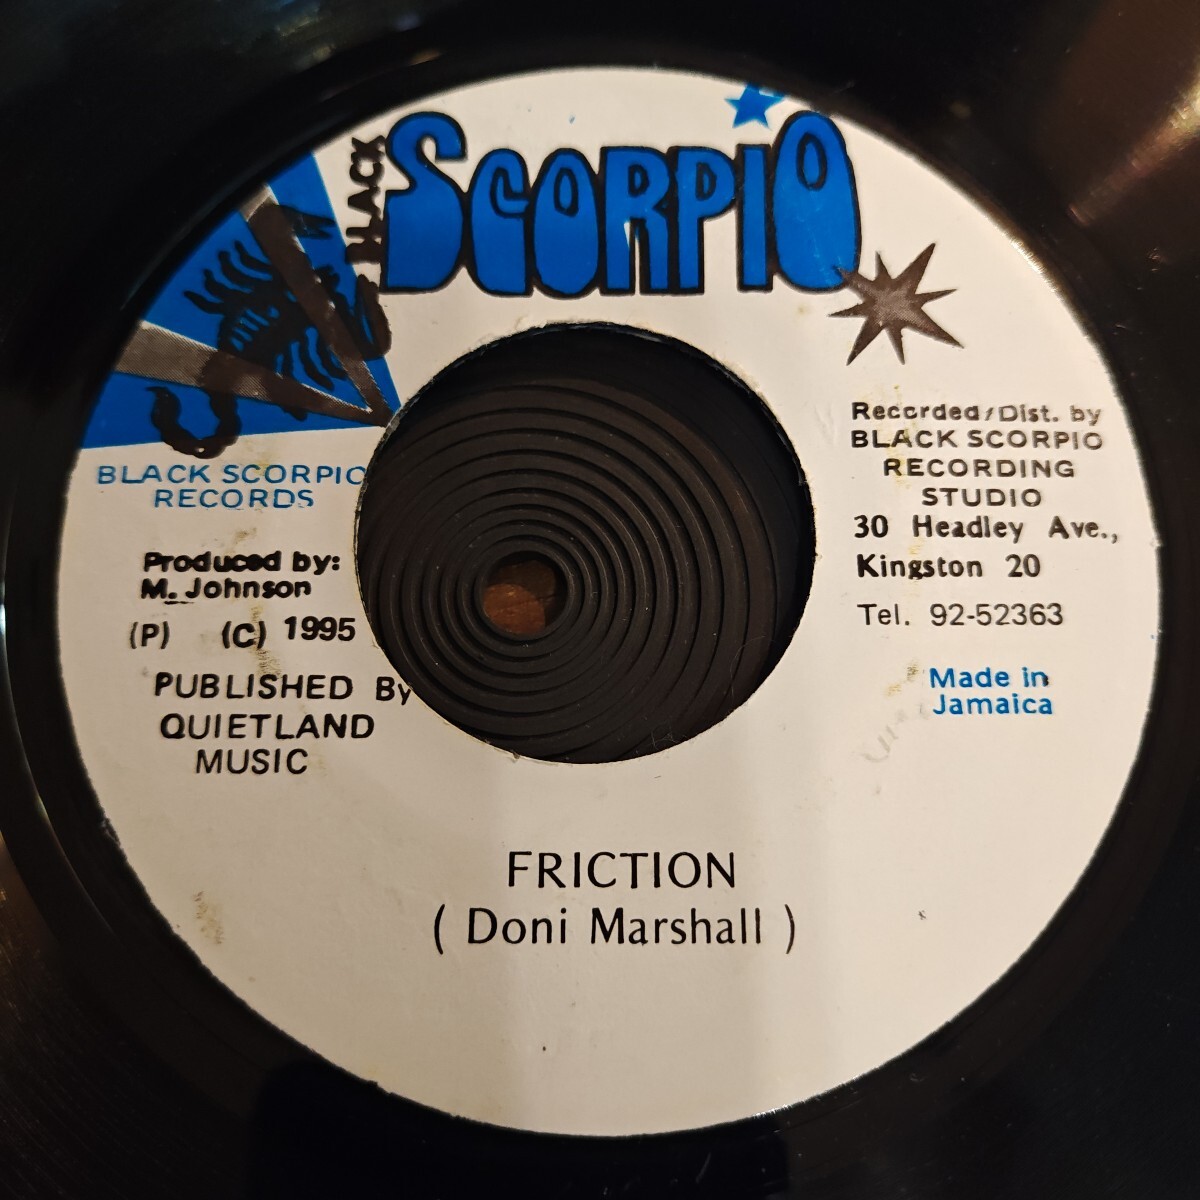 BLACK
SCORPIO
BLACK SCORPIO
RECORDS
Produced by:
M. Johnson
(P) (C) 1995
PUBLISHED By
QUIETLAND
MUSIC
Recorded/Dist. by
BLACK SCORPIO
RECORDING
STUDIO
30 Headley Ave.,
Kingston 20
Tel. 92-52363
Made in
Jamaica
FRICTION
( Doni Marshall )